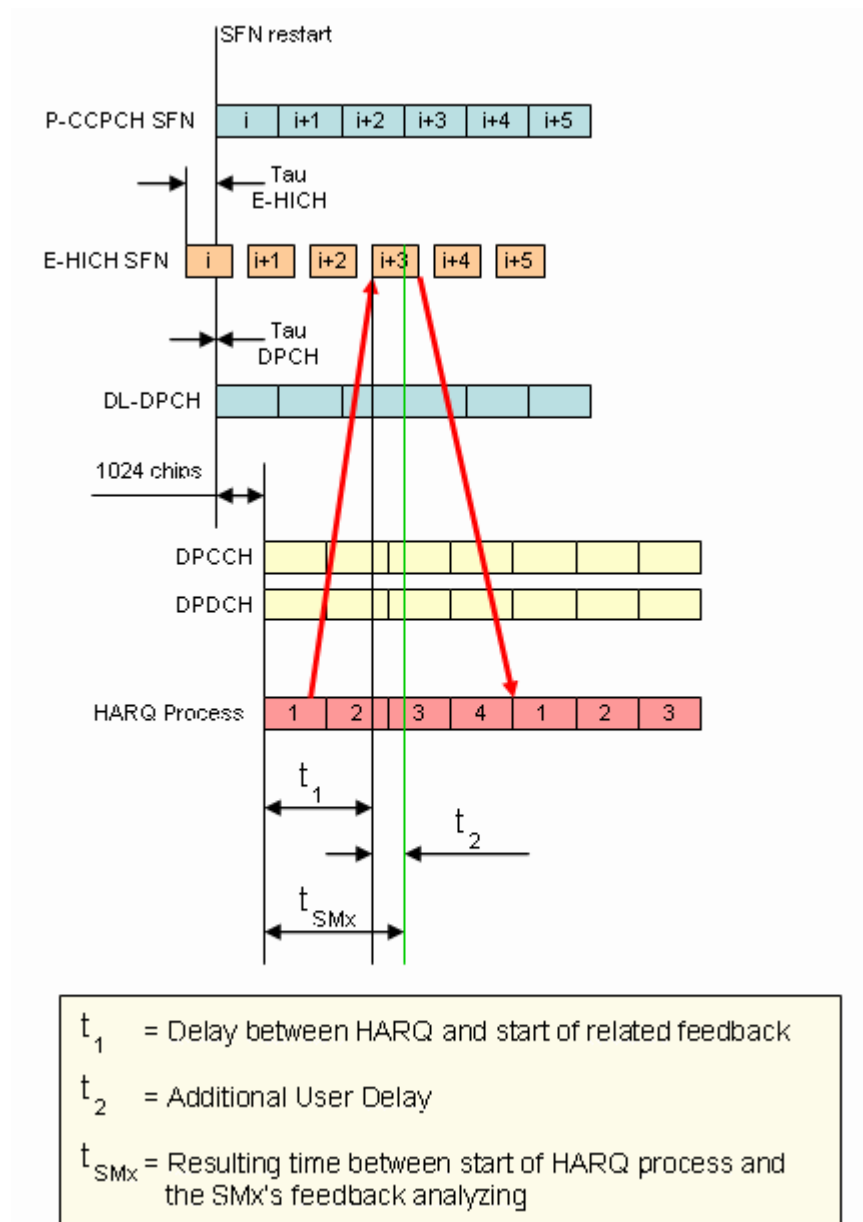 SFN restart
P-CCPCH SFN i i+1 i+2 i+3 i+4 i+5
Tau
E-HICH
E-HICH SFN i i+1 i+2 i+3 i+4 i+5
Tau
DPCH
DL-DPCH
1024 chips
DPCCH
DPDCH
HARQ Process 1 2 3 4 1 2 3
t1
t2
tSMx
t1 = Delay between HARQ and start of related feedback
t2 = Additional User Delay
tSMx = Resulting time between start of HARQ process and
the SMx's feedback analyzing